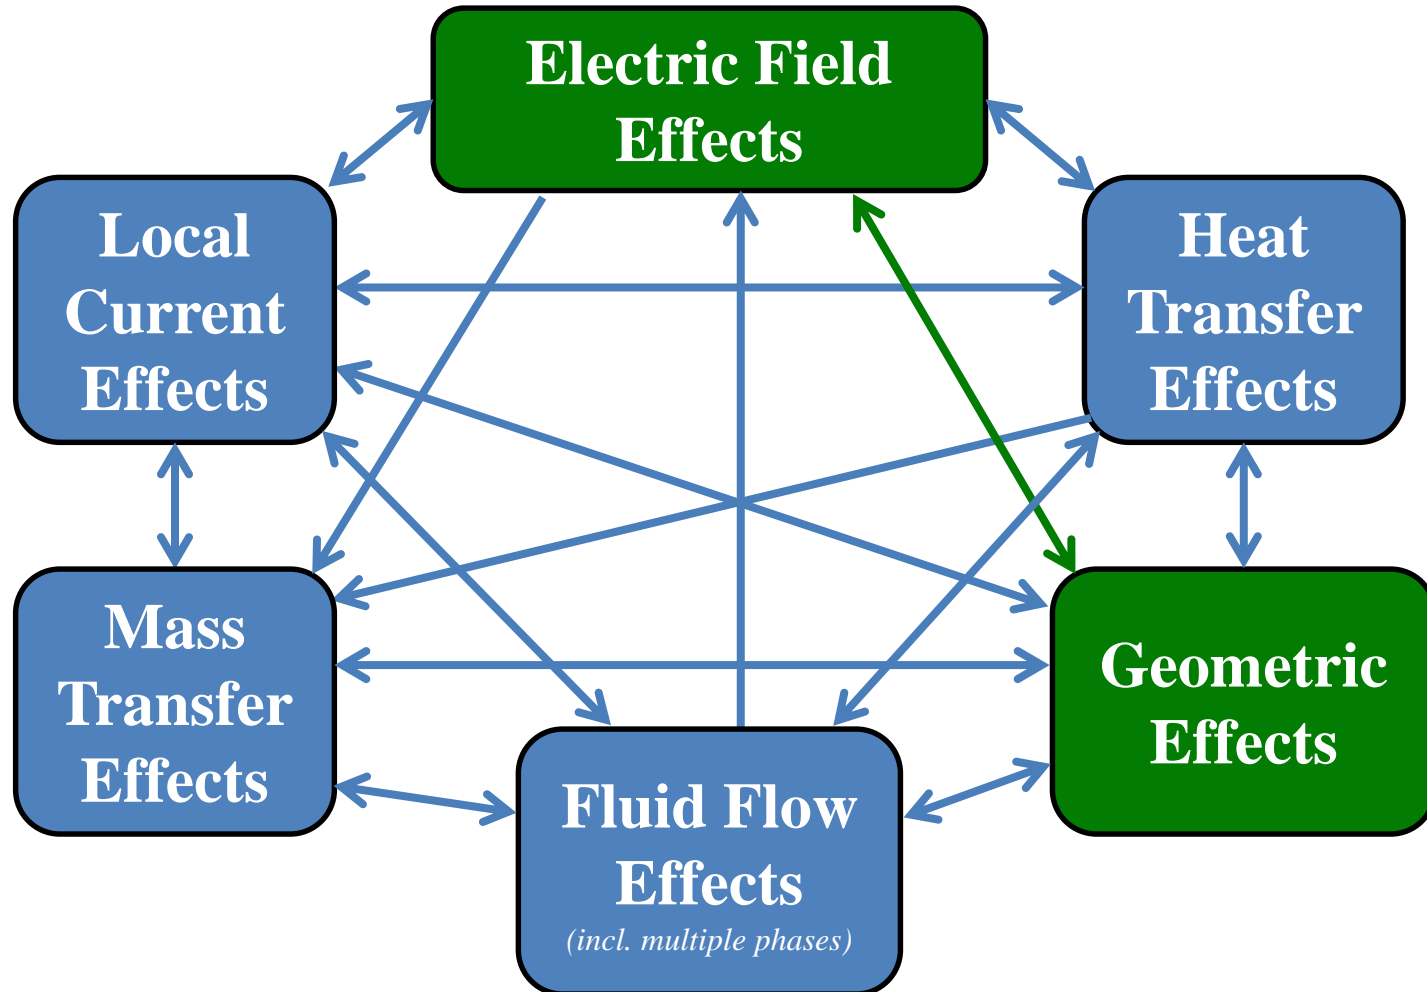 Electric Field
Effects
Local
Current
Effects
Heat
Transfer
Effects
Mass
Transfer
Effects
Geometric
Effects
Fluid Flow
Effects
(incl. multiple phases)